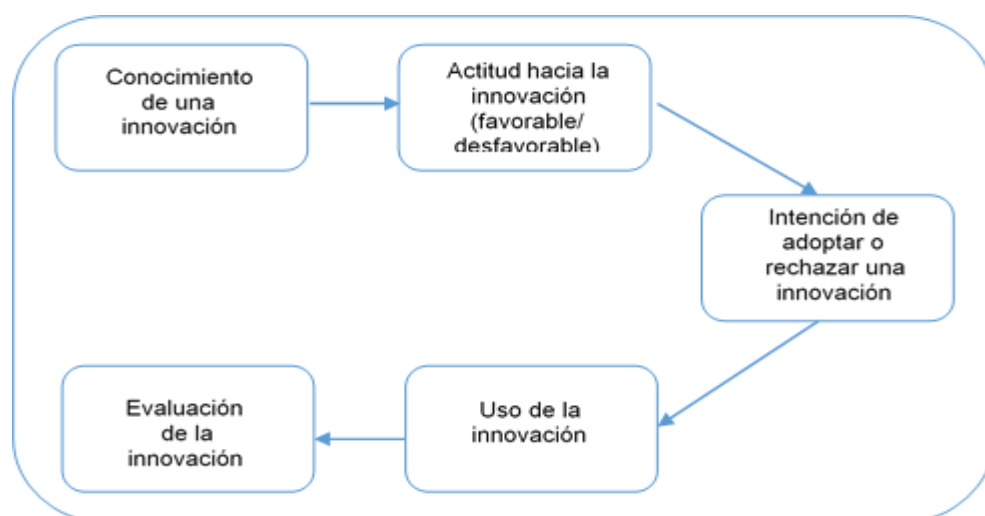 Conocimiento
de una
innovación
Actitud hacia la
innovación
(favorable/
desfavorable)
Intención de
adoptar o
rechazar una
innovación
Uso de la
innovación
Evaluación
de la
innovación